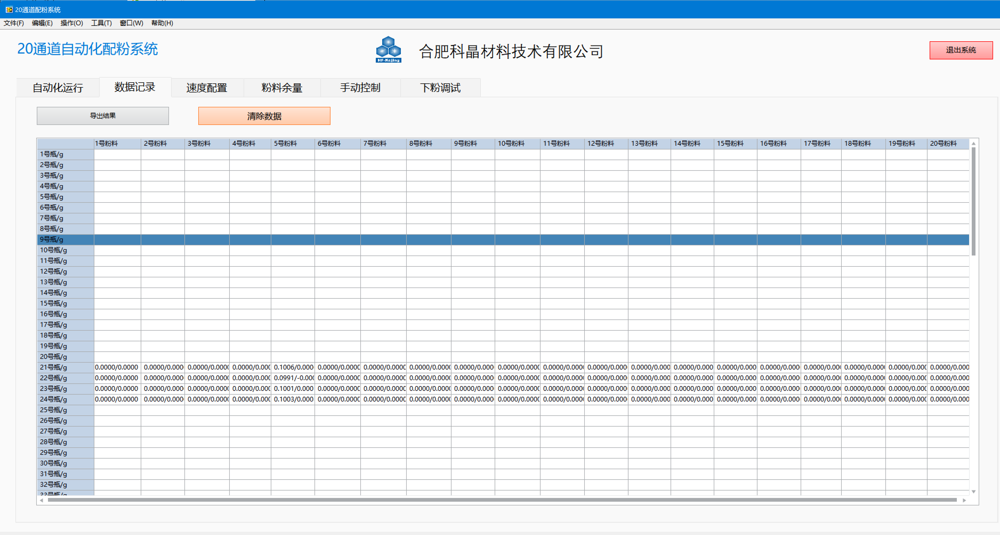 20通道配粉系统
文件(F) 编辑(E) 操作(O) 工具(T) 窗口(W) 帮助(H)
20通道自动化配粉系统
HF-Kejing
合肥科晶材料技术有限公司
退出系统
自动化运行 数据记录 速度配置 粉料余量 手动控制 下粉调试
导出结果 清除数据
1号粉料 2号粉料 3号粉料 4号粉料 5号粉料 6号粉料 7号粉料 8号粉料 9号粉料 10号粉料 11号粉料 12号粉料 13号粉料 14号粉料 15号粉料 16号粉料 17号粉料 18号粉料 19号粉料 20号粉料
1号瓶/g
2号瓶/g
3号瓶/g
4号瓶/g
5号瓶/g
6号瓶/g
7号瓶/g
8号瓶/g
9号瓶/g
10号瓶/g
11号瓶/g
12号瓶/g
13号瓶/g
14号瓶/g
15号瓶/g
16号瓶/g
17号瓶/g
18号瓶/g
19号瓶/g
20号瓶/g
21号瓶/g 0.0000/0.0000 0.0000/0.000 0.0000/0.0000 0.0000/0.000 0.1006/0.000 0.0000/0.0000 0.0000/0.0000 0.0000/0.0000 0.0000/0.000 0.0000/0.0000 0.0000/0.000 0.0000/0.000 0.0000/0.000 0.0000/0.000 0.0000/0.000 0.0000/0.000 0.0000/0.00 0.0000/0.000 0.0000/0.000 0.0000/0.000
22号瓶/g 0.0000/0.0000 0.0000/0.000 0.0000/0.0000 0.0000/0.000 0.0991/-0.000 0.0000/0.0000 0.0000/0.0000 0.0000/0.0000 0.0000/0.000 0.0000/0.0000 0.0000/0.000 0.0000/0.000 0.0000/0.000 0.0000/0.000 0.0000/0.000 0.0000/0.000 0.0000/0.00 0.0000/0.000 0.0000/0.000 0.0000/0.000
23号瓶/g 0.0000/0.0000 0.0000/0.000 0.0000/0.0000 0.0000/0.000 0.1001/0.000 0.0000/0.0000 0.0000/0.0000 0.0000/0.0000 0.0000/0.000 0.0000/0.0000 0.0000/0.000 0.0000/0.000 0.0000/0.000 0.0000/0.000 0.0000/0.000 0.0000/0.000 0.0000/0.00 0.0000/0.000 0.0000/0.000 0.0000/0.000
24号瓶/g 0.0000/0.0000 0.0000/0.000 0.0000/0.0000 0.0000/0.000 0.1003/0.000 0.0000/0.0000 0.0000/0.0000 0.0000/0.0000 0.0000/0.000 0.0000/0.0000 0.0000/0.000 0.0000/0.000 0.0000/0.000 0.0000/0.000 0.0000/0.000 0.0000/0.000 0.0000/0.00 0.0000/0.000 0.0000/0.000 0.0000/0.000
25号瓶/g
26号瓶/g
27号瓶/g
28号瓶/g
29号瓶/g
30号瓶/g
31号瓶/g
32号瓶/g
33号瓶/g